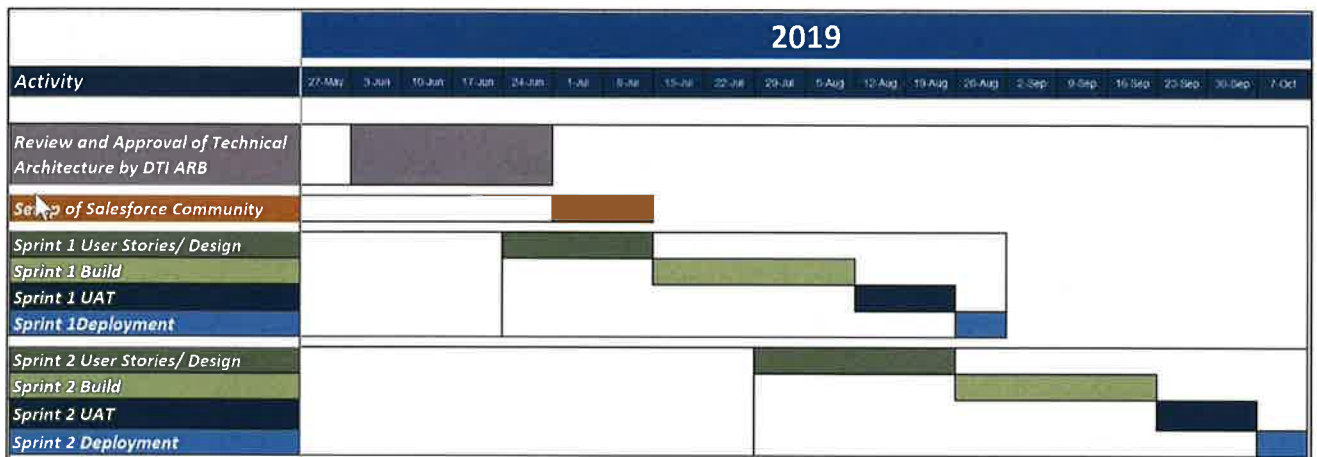 2019
Activity 27-May 3-Jun 10-Jun 17-Jun 24-Jun 1-Jul 8-Jul 15-Jul 22-Jul 29-Jul 5-Aug 12-Aug 19-Aug 26-Aug 2-Sep 9-Sep 16-Sep 23-Sep 30-Sep 7-Oct
Review and Approval of Technical
Architecture by DTI ARB
of Salesforce Community
Sprint 1 User Stories/ Design
Sprint 1 Build
Sprint 1 UAT
Sprint 1Deployment
Sprint 2 User Stories/ Design
Sprint 2 Build
Sprint 2 UAT
Sprint 2 Deployment